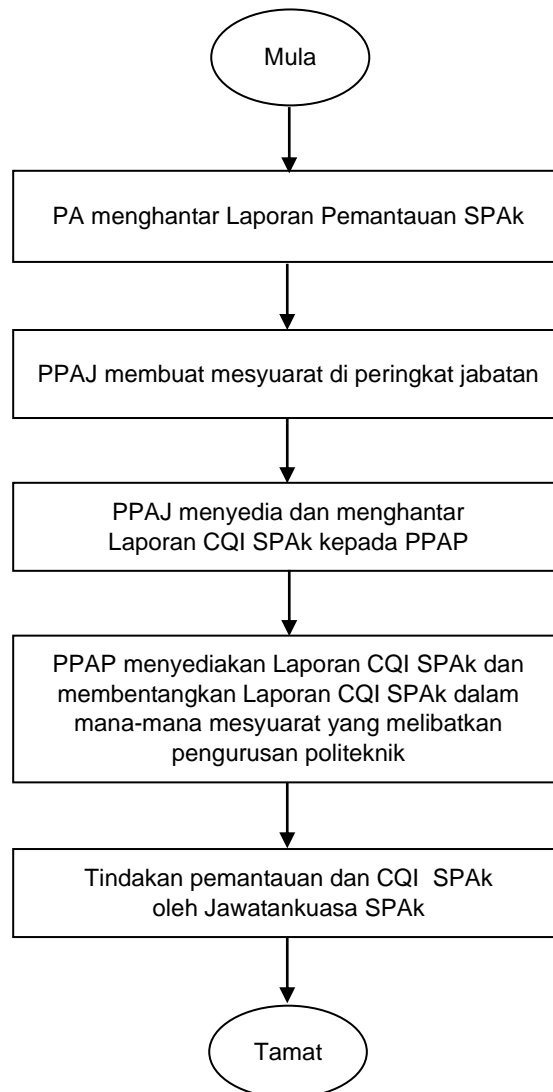 Mula
PA menghantar Laporan Pemantauan SPAk
PPAJ membuat mesyuarat di peringkat jabatan
PPAJ menyedia dan menghantar
Laporan CQI SPAk kepada PPAP
PPAP menyediakan Laporan CQI SPAk dan
membentangkan Laporan CQI SPAk dalam
mana-mana mesyuarat yang melibatkan
pengurusan politeknik
Tindakan pemantauan dan CQI SPAk
oleh Jawatankuasa SPAk
Tamat